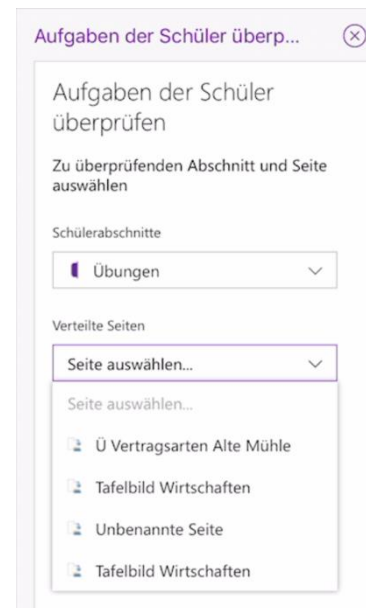 Aufgaben der Schüler überp...
Aufgaben der Schüler
überprüfen
Zu überprüfenden Abschnitt und Seite
auswählen
Schülerabschnitte
Übungen
Verteilte Seiten
Seite auswählen...
Seite auswählen...
Ü Vertragsarten Alte Mühle
Tafelbild Wirtschaften
Unbenannte Seite
Tafelbild Wirtschaften